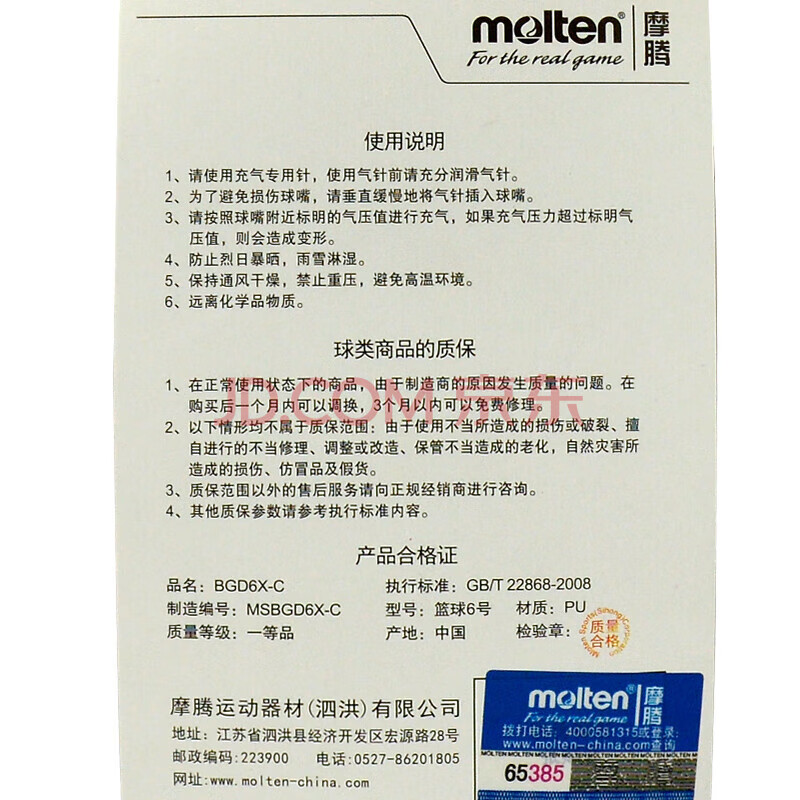 molten® 摩腾
For the real game
使用说明
1、请使用充气专用针，使用气针前请充分润滑气针。
2、为了避免损伤球嘴，请垂直缓慢地将气针插入球嘴。
3、请按照球嘴附近标明的气压值进行充气，如果充气压力超过标明气
压值，则会造成变形。
4、防止烈日暴晒，雨雪淋湿。
5、保持通风干燥，禁止重压，避免高温环境。
6、远离化学品物质。
球类商品的质保
1、在正常使用状态下的商品，由于制造商的原因发生质量的问题。在
购买后一个月内可以调换，3个月以内可以免费修理。
JD.COM 京东
2、以下情形均不属于质保范围：由于使用不当所造成的损伤或破裂、擅
自进行的不当修理、调整或改造、保管不当造成的老化，自然灾害所
造成的损伤、仿冒品及假货。
3、质保范围以外的售后服务请向正规经销商进行咨询。
4、其他质保参数请参考执行标准内容。
产品合格证
品名：BGD6X-C 执行标准：GB/T 22868-2008
制造编号：MSBGD6X-C 型号：篮球6号 材质：PU
质量等级：一等品 产地：中国 检验章：
质量
合格
摩腾运动器材(泗洪)有限公司
地址：江苏省泗洪县经济开发区宏源路28号
邮政编码:223900 电话:0527-86201805
网址:www.molten-china.com
molten® 摩腾
For the real game
拨打电话：4000581315或登录：
www.molten-china.com查询
MOLTEN MOLTEN MOLTEN MOLTEN MOLTEN
65385